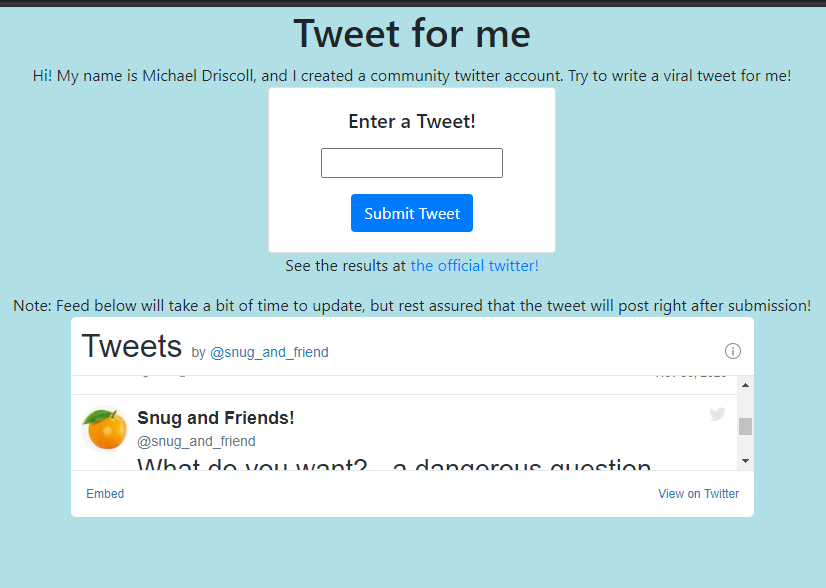 Tweet for me
Hi! My name is Michael Driscoll, and I created a community twitter account. Try to write a viral tweet for me!
Enter a Tweet!
Submit Tweet
See the results at the official twitter!
Note: Feed below will take a bit of time to update, but rest assured that the tweet will post right after submission!
Tweets by @snug_and_friend
Snug and Friends!
@snug_and_friend
What do you want? a dangerous question
Embed View on Twitter